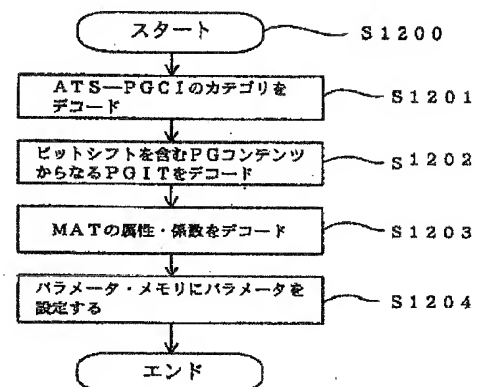 スタート
S1200
ATS—PGCIのカテゴリを
デコード
S1201
ビットシフトを含むPGコンテンツ
からなるPGITをデコード
S1202
MATの属性・係数をデコード
S1203
パラメータ・メモリにパラメータを
設定する
S1204
エンド